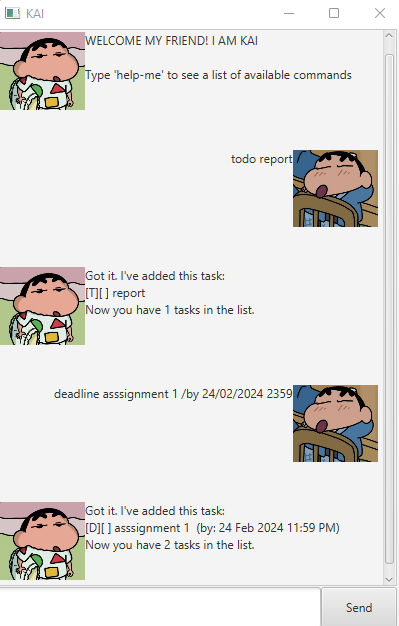 KAI
WELCOME MY FRIEND! I AM KAI
Type 'help-me' to see a list of available commands
todo report
Got it. I've added this task:
[T][ ] report
Now you have 1 tasks in the list.
deadline asssignment 1 /by 24/02/2024 2359
Got it. I've added this task:
[D][ ] asssignment 1  (by: 24 Feb 2024 11:59 PM)
Now you have 2 tasks in the list.
Send